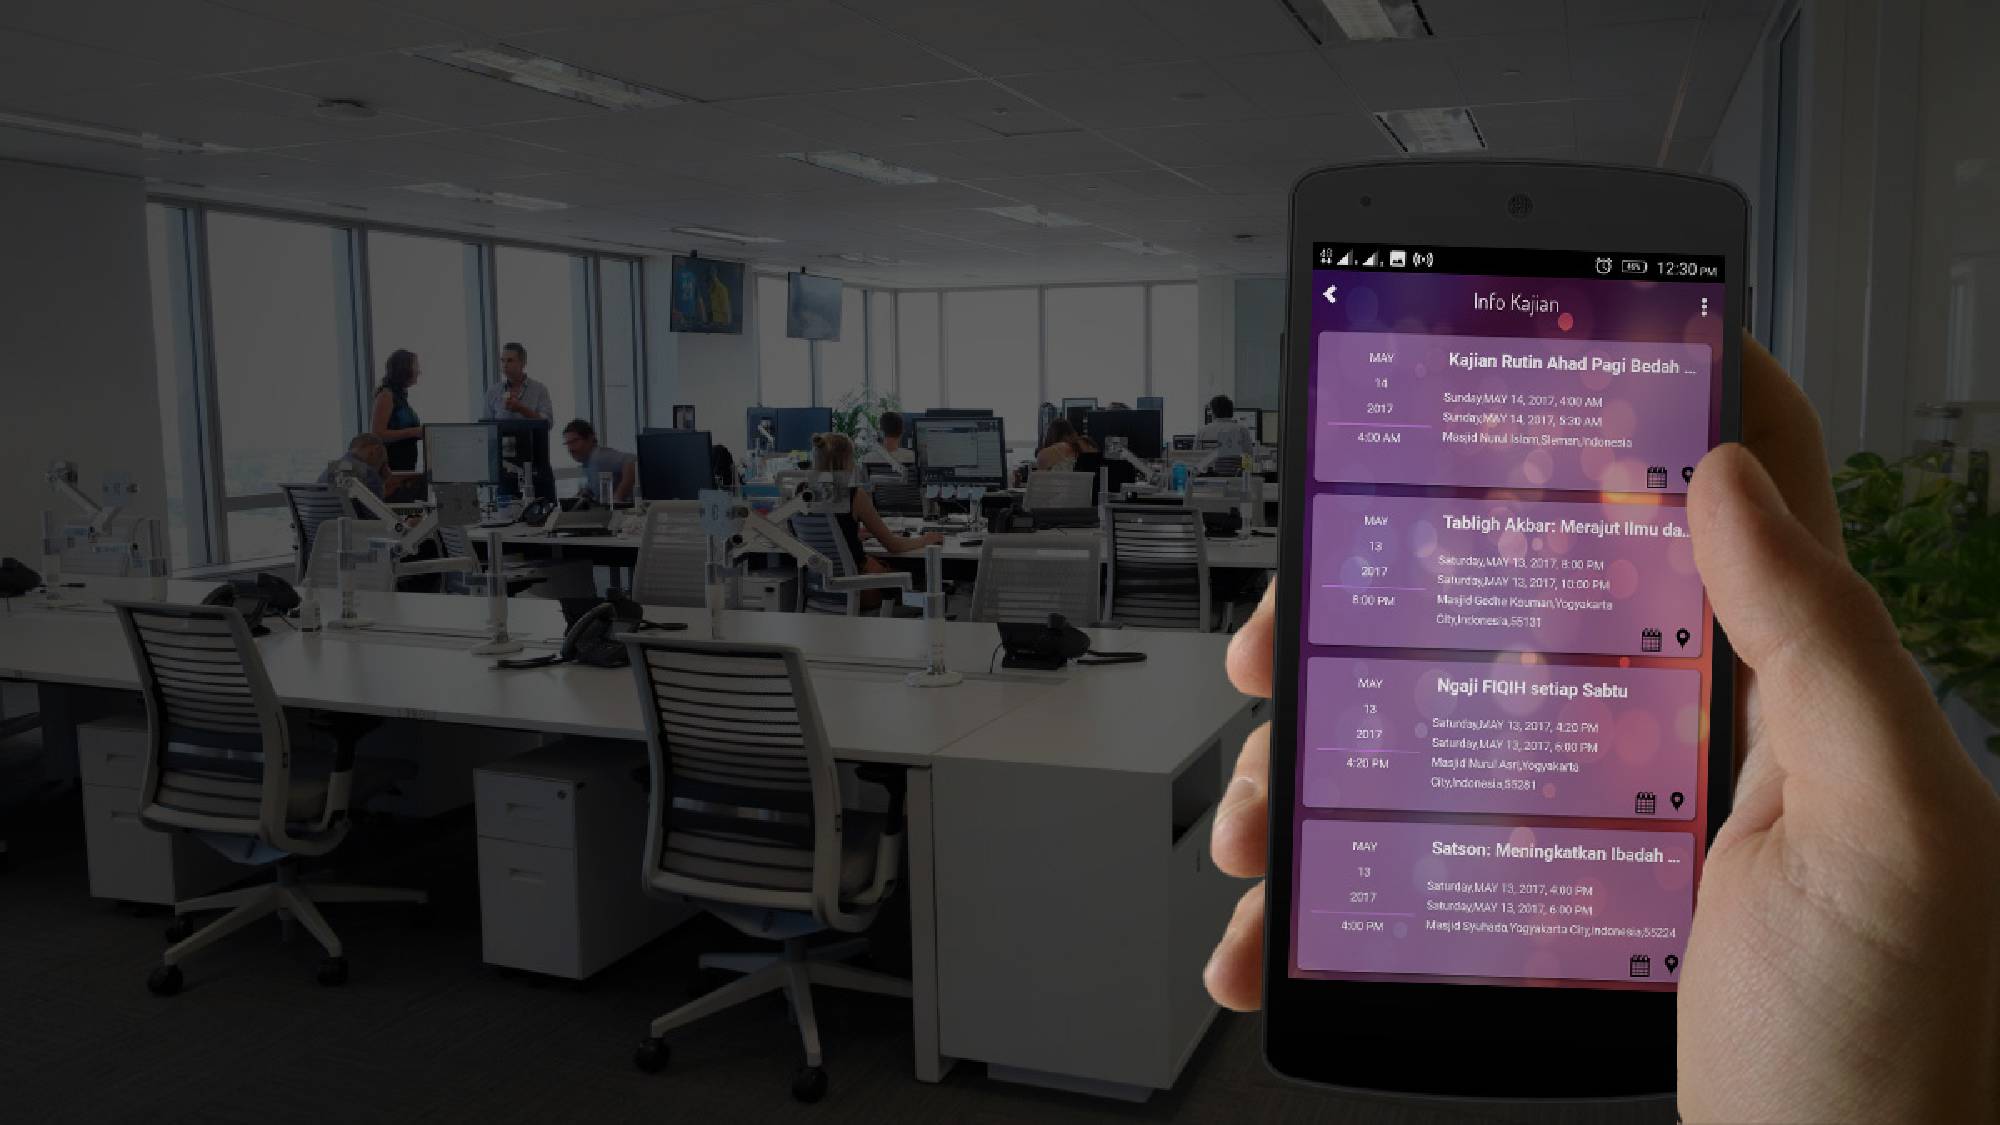 46%
12:30 PM
Info Kajian
MAY
14
2017
4:00 AM
Kajian Rutin Ahad Pagi Bedah ...
Sunday,MAY 14, 2017, 4:00 AM
Sunday,MAY 14, 2017, 5:30 AM
Masjid Nurul Islam,Sleman,Indonesia
MAY
13
2017
8:00 PM
Tabligh Akbar: Merajut Ilmu da...
Saturday,MAY 13, 2017, 8:00 PM
Saturday,MAY 13, 2017, 10:00 PM
Masjid Gedhe Kauman,Yogyakarta
City,Indonesia,55131
MAY
13
2017
4:20 PM
Ngaji FIQIH setiap Sabtu
Saturday,MAY 13, 2017, 4:20 PM
Saturday,MAY 13, 2017, 6:00 PM
Masjid Nurul Asri,Yogyakarta
City,Indonesia,55281
MAY
13
2017
4:00 PM
Satson: Meningkatkan Ibadah ...
Saturday,MAY 13, 2017, 4:00 PM
Saturday,MAY 13, 2017, 6:00 PM
Masjid Syuhada,Yogyakarta City,Indonesia,55224